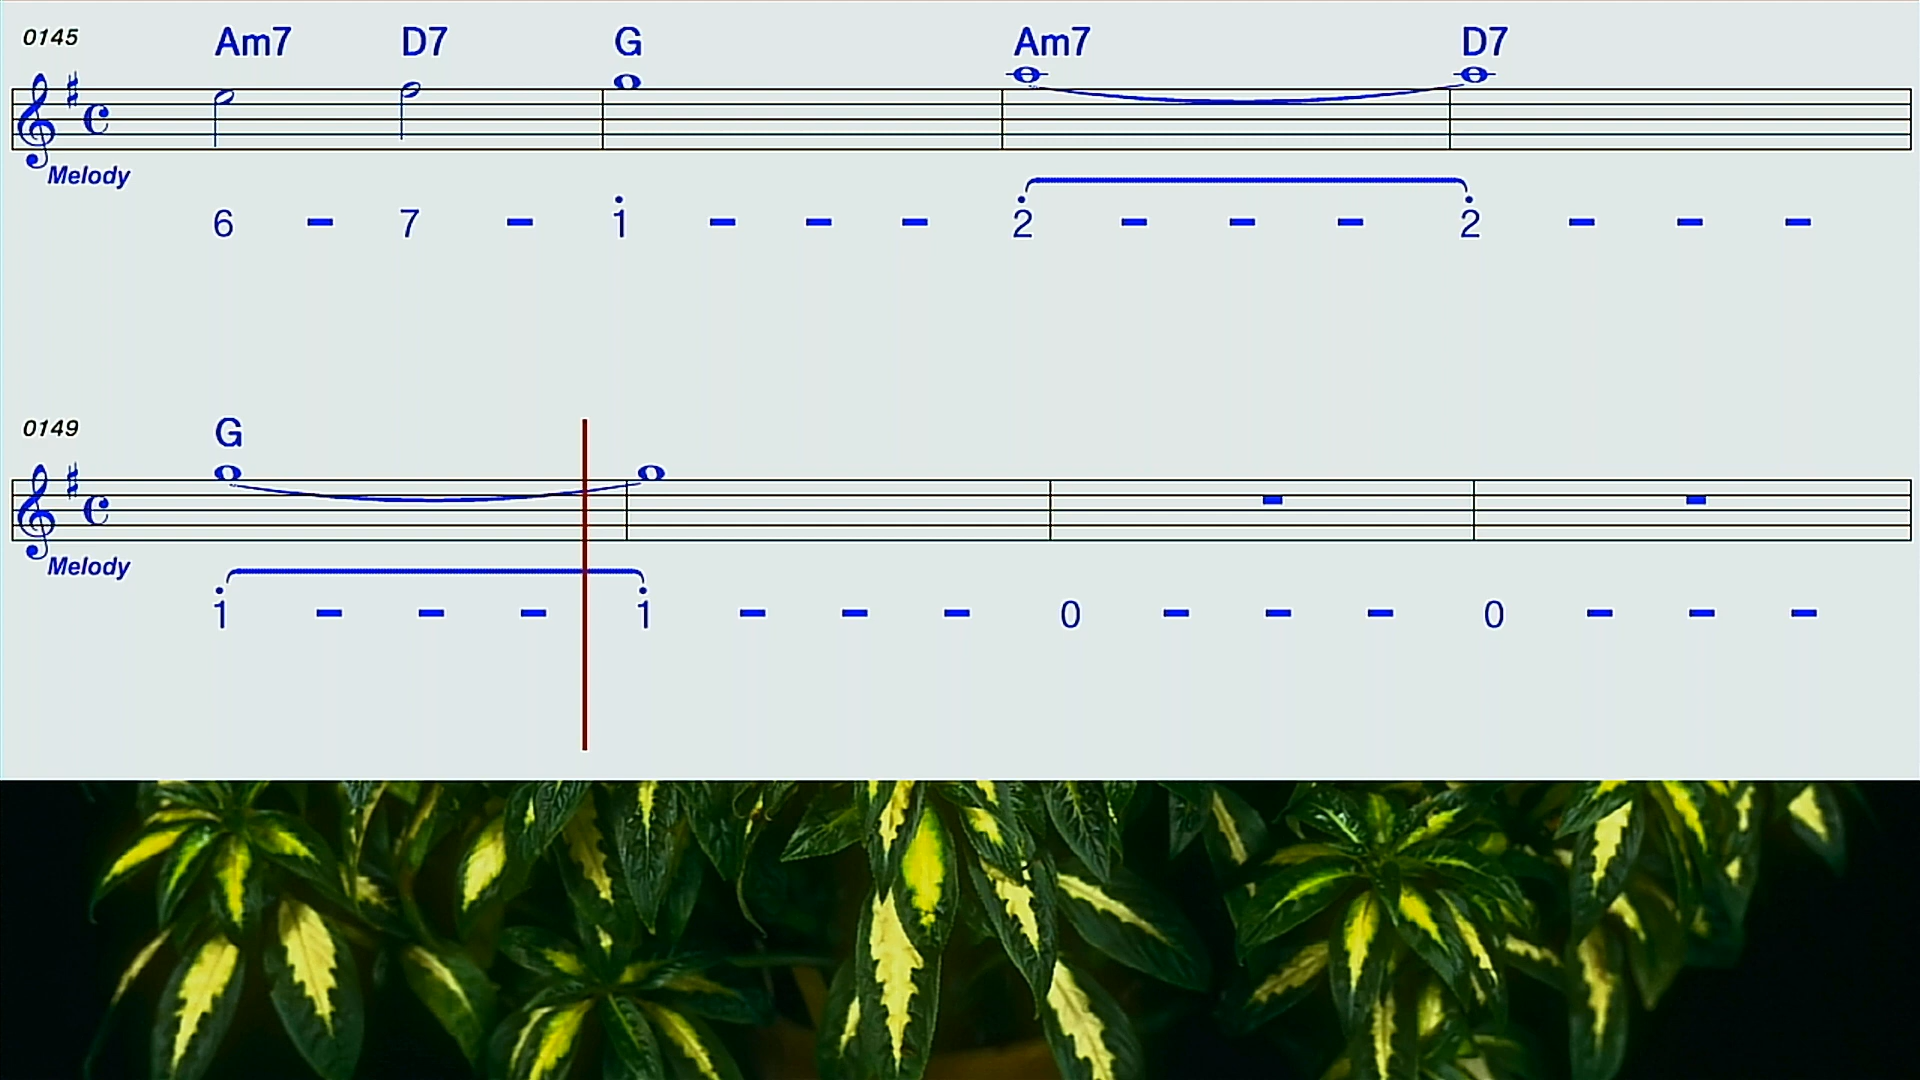 0145 Am7 D7 G Am7 D7
Melody
6 - 7 - 1 - - - 2 - - - 2 - - -
0149 G
Melody
1 - - - 1 - - - 0 - - - 0 - - -